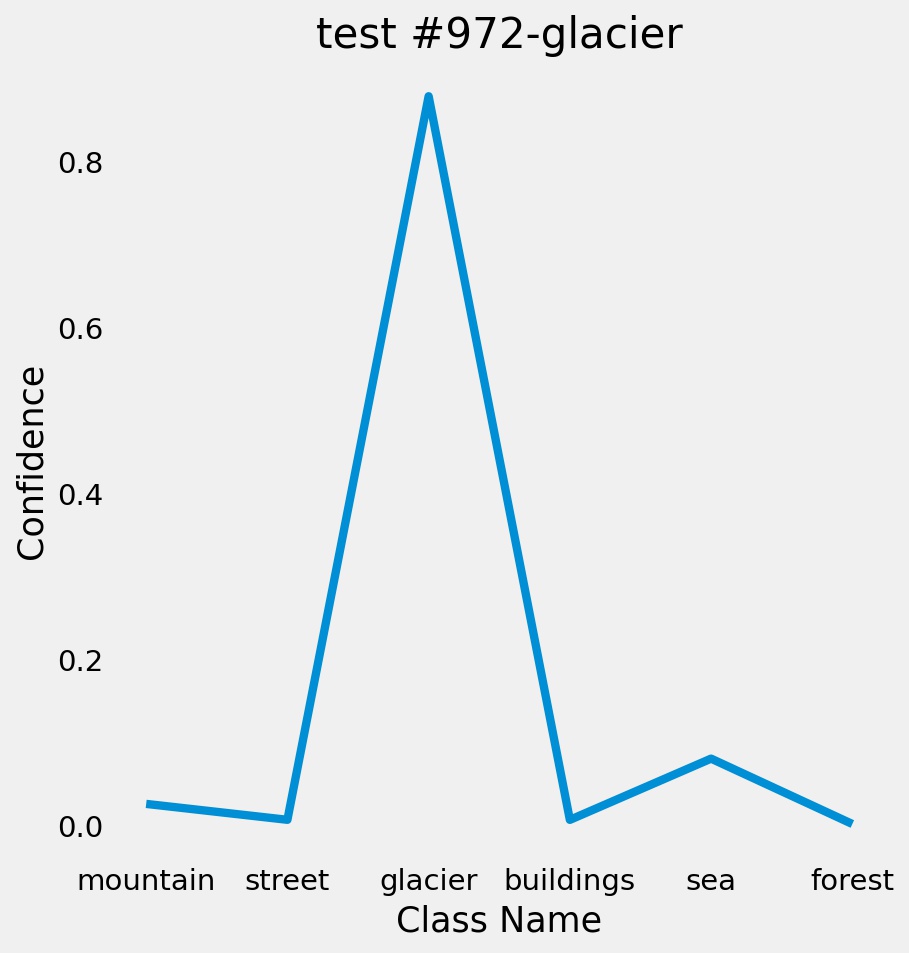 test #972-glacier
0.8
0.6
0.4
0.2
0.0
Confidence
mountain street glacier buildings sea forest
Class Name